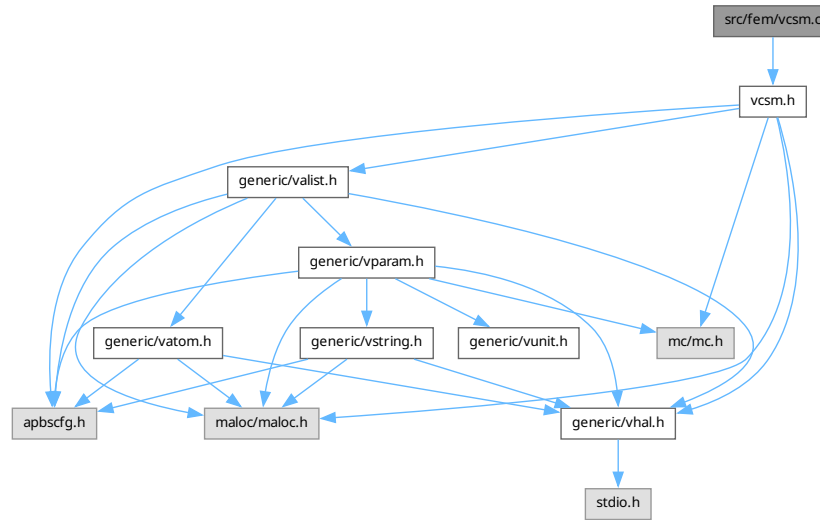 src/fem/vcsm.c
vcsm.h
generic/valist.h
generic/vparam.h
generic/vatom.h
generic/vstring.h
generic/vunit.h
mc/mc.h
apbscfg.h
maloc/maloc.h
generic/vhal.h
stdio.h